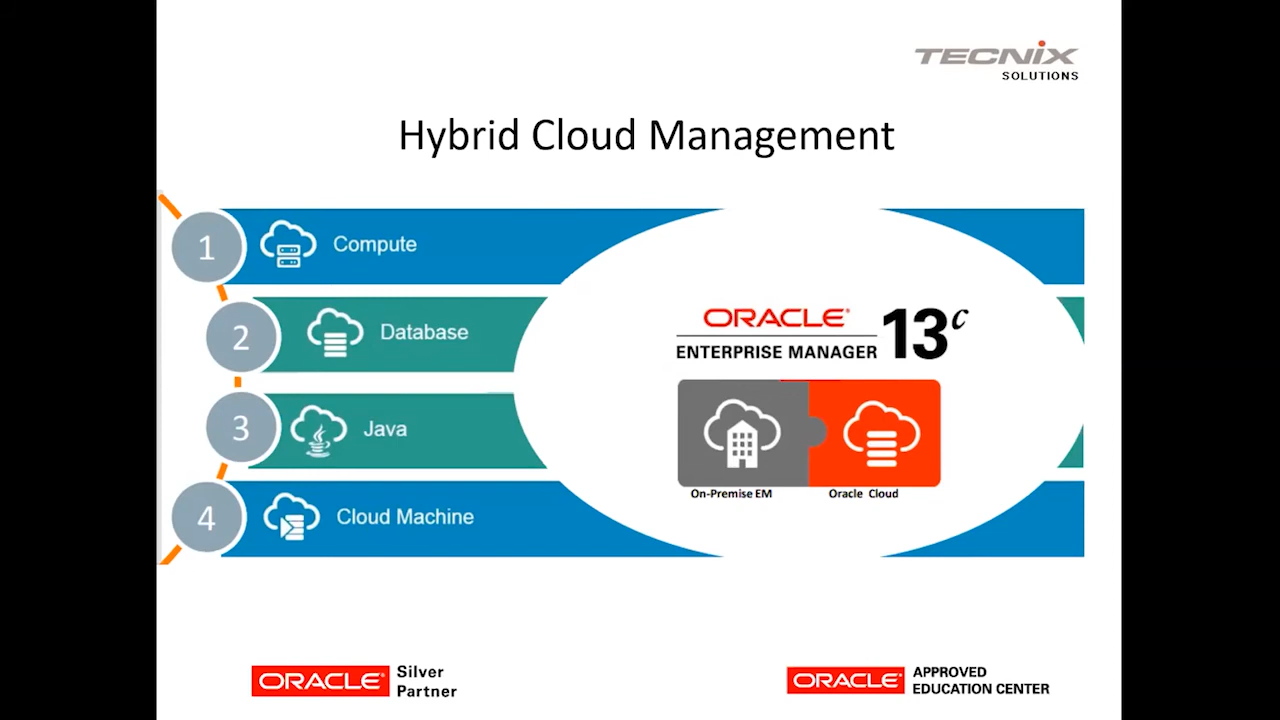 TECNiX
SOLUTIONS
Hybrid Cloud Management
1
Compute
2
Database
3
Java
4
Cloud Machine
ORACLE®
ENTERPRISE MANAGER 13c
On-Premise EM
Oracle Cloud
ORACLE®
Silver
Partner
ORACLE®
APPROVED
EDUCATION CENTER